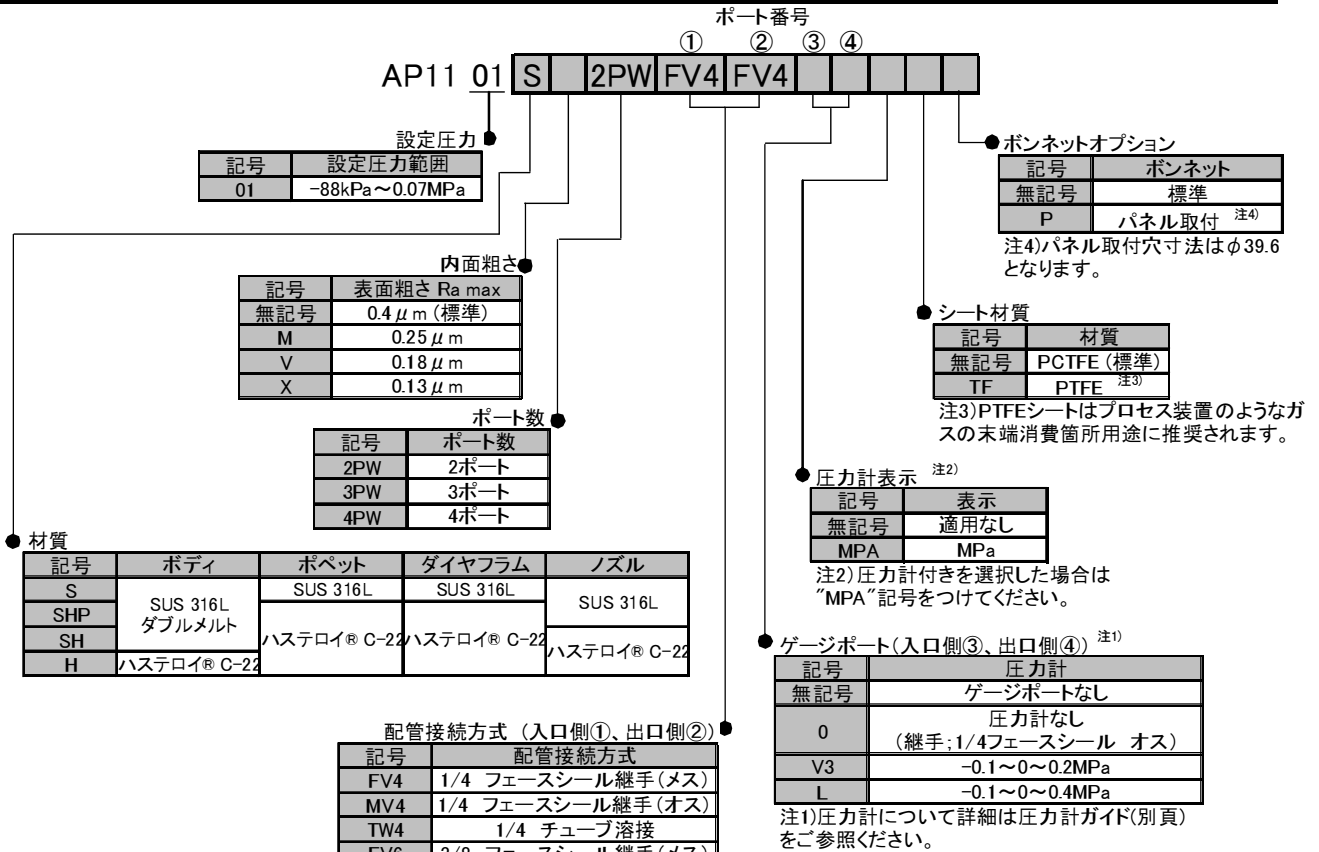 ポート番号
① ② ③ ④
AP11 01 S 2PW FV4 FV4
設定圧力
記号 設定圧力範囲
01 -88kPa～0.07MPa
内面粗さ
記号 表面粗さ Ra max
無記号 0.4μm (標準)
M 0.25μm
V 0.18μm
X 0.13μm
ポート数
記号 ポート数
2PW 2ポート
3PW 3ポート
4PW 4ポート
材質
記号 ボディ ポペット ダイヤフラム ノズル
S SUS 316L ダブルメルト SUS 316L SUS 316L SUS 316L
SHP ハステロイ® C-22 ハステロイ® C-22
SH ハステロイ® C-22
H ハステロイ® C-22
配管接続方式 (入口側①、出口側②)
記号 配管接続方式
FV4 1/4 フェースシール継手(メス)
MV4 1/4 フェースシール継手(オス)
TW4 1/4 チューブ溶接
FV6 3/8 フェースシール継手(メス)
ボンネットオプション
記号 ボンネット
無記号 標準
P パネル取付 注4)
注4)パネル取付穴寸法はφ39.6
となります。
シート材質
記号 材質
無記号 PCTFE (標準)
TF PTFE 注3)
注3)PTFEシートはプロセス装置のようなガ
スの末端消費箇所用途に推奨されます。
圧力計表示 注2)
記号 表示
無記号 適用なし
MPA MPa
注2)圧力計付きを選択した場合は
"MPA"記号をつけてください。
ゲージポート(入口側③、出口側④) 注1)
記号 圧力計
無記号 ゲージポートなし
0 圧力計なし
(継手;1/4フェースシール オス)
V3 -0.1～0～0.2MPa
L -0.1～0～0.4MPa
注1)圧力計について詳細は圧力計ガイド(別頁)
をご参照ください。